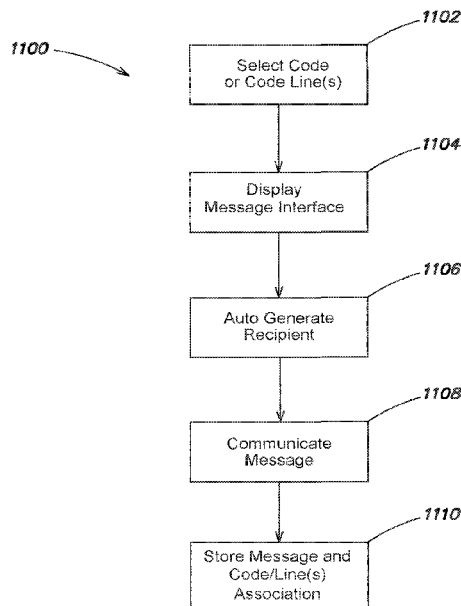 1100
1102
Select Code
or Code Line(s)
1104
Display
Message Interface
1106
Auto Generate
Recipient
1108
Communicate
Message
1110
Store Message and
Code/Line(s)
Association